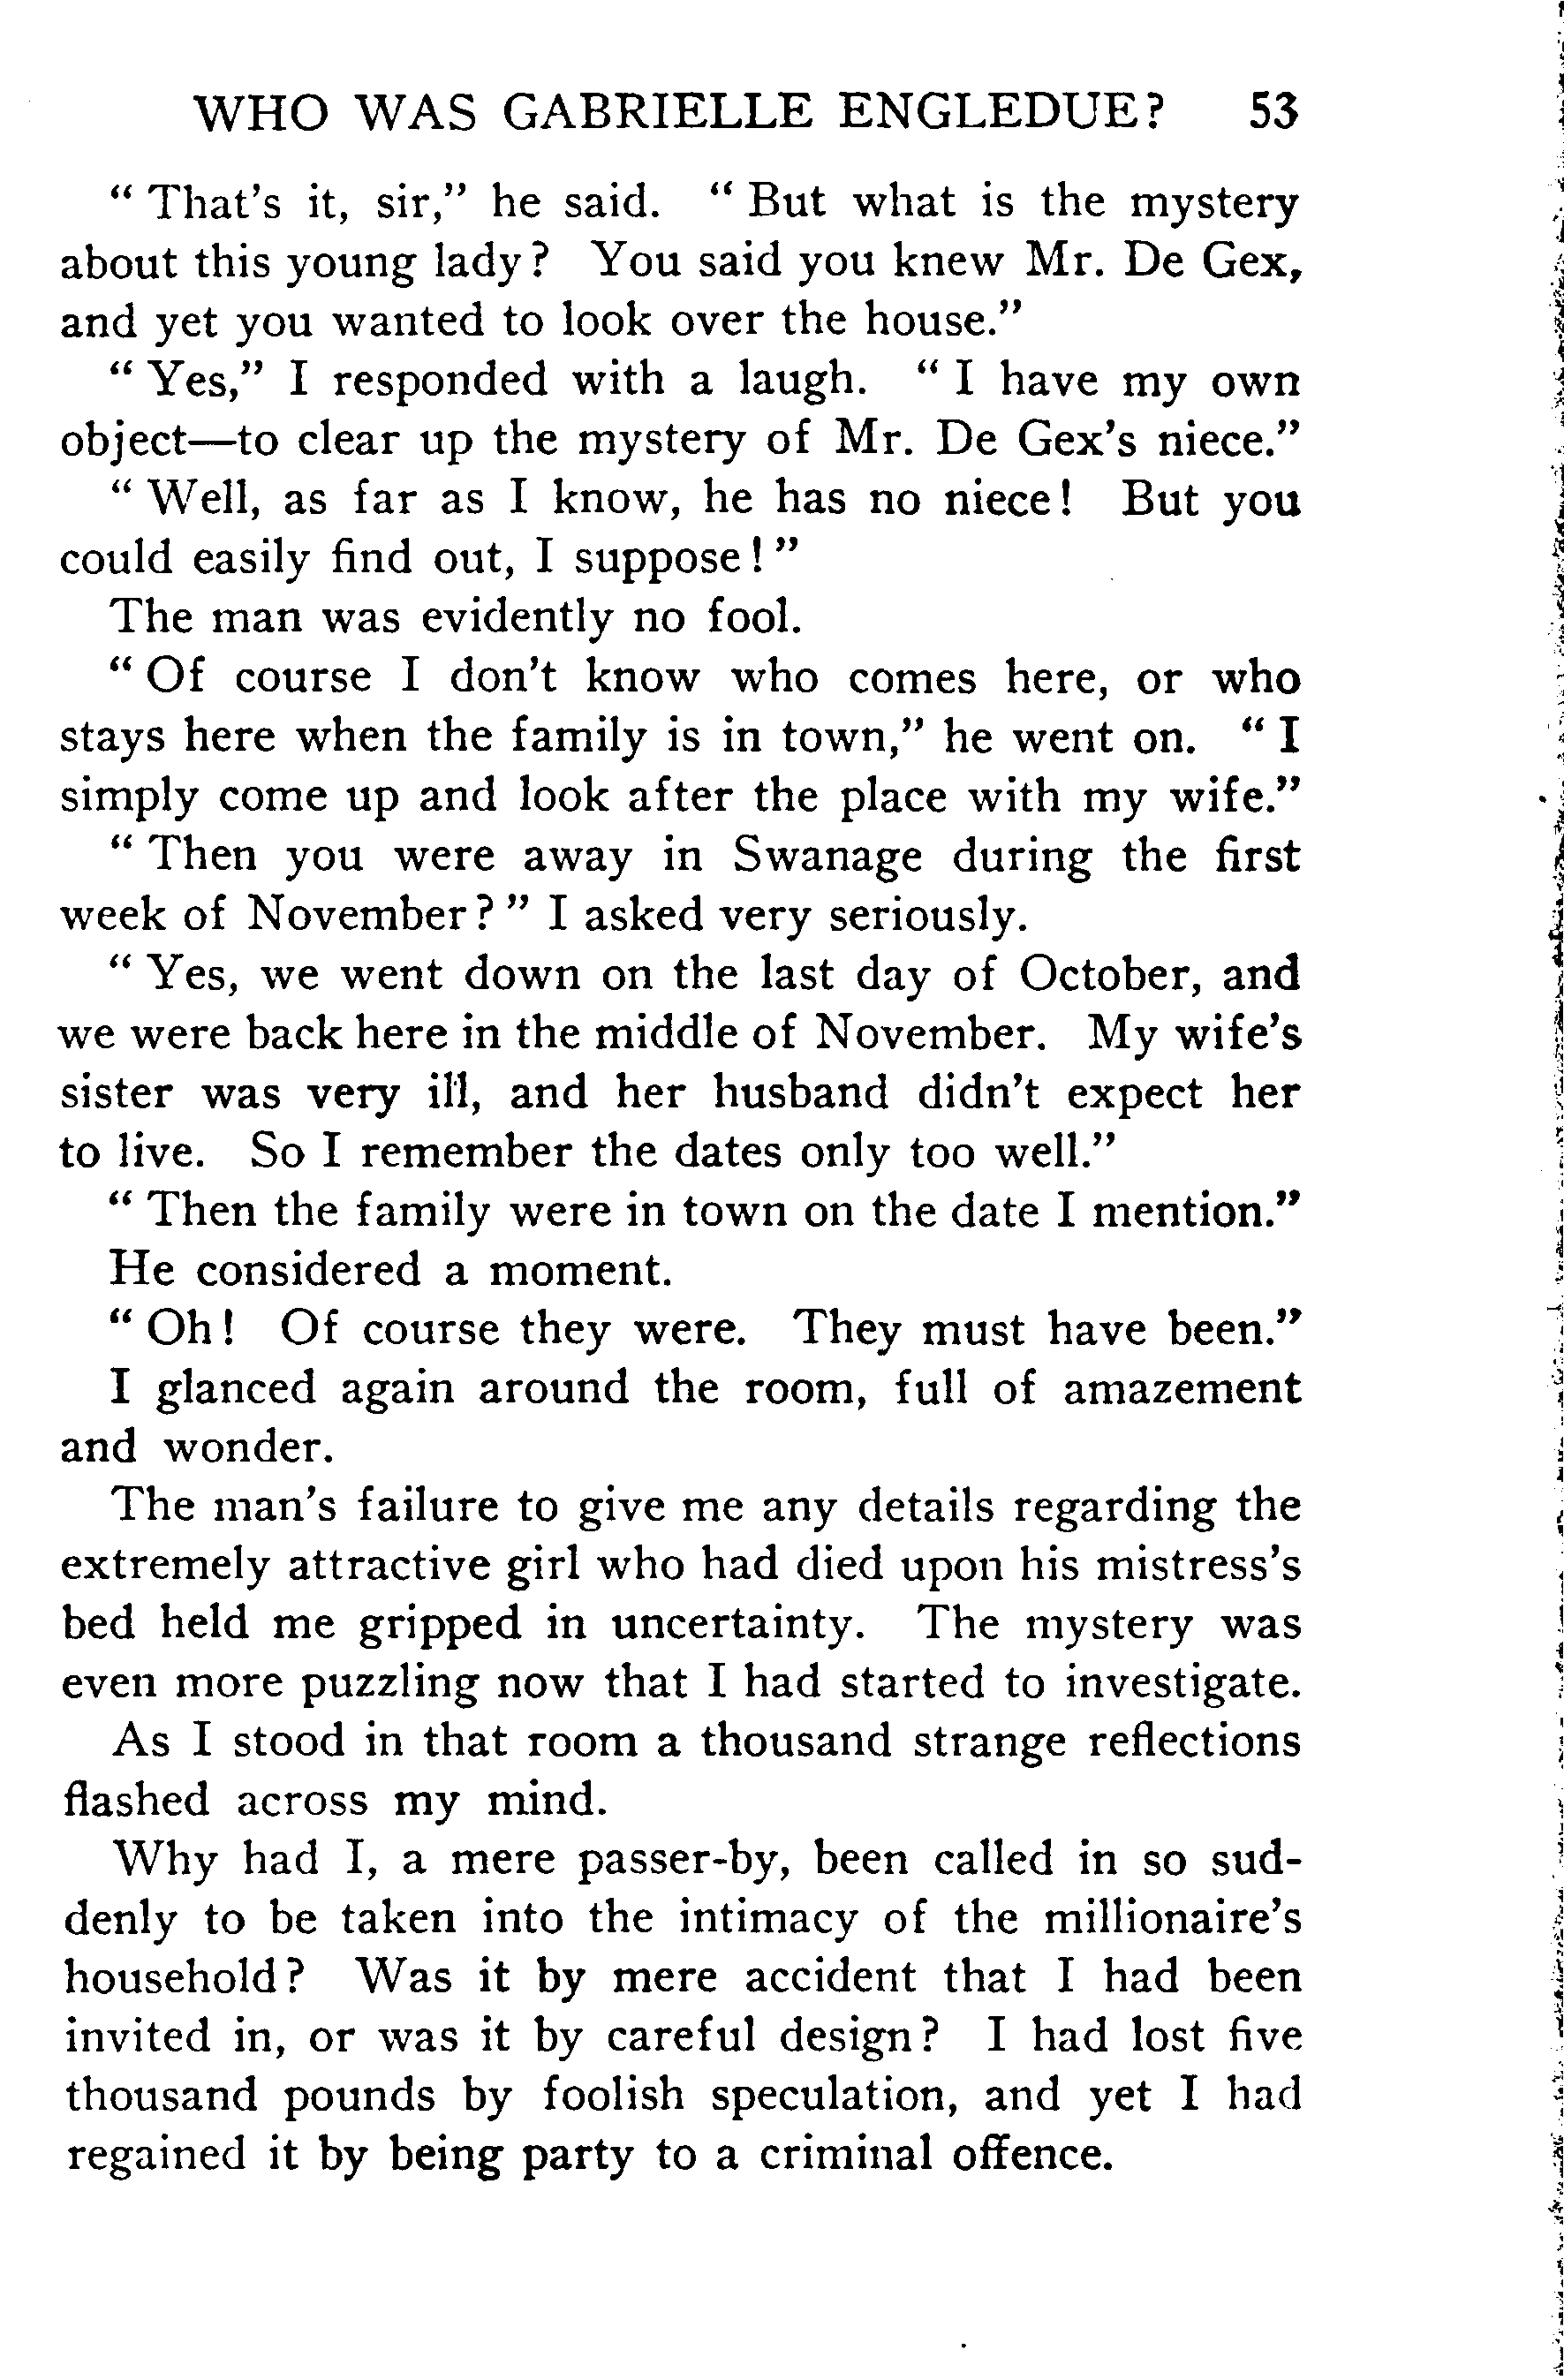 WHO WAS GABRIELLE ENGLEDUE? 53
“ That's it, sir,” he said. “ But what is the mystery
about this young lady? You said you knew Mr. De Gex,
and yet you wanted to look over the house.”
“ Yes,” I responded with a laugh. “ I have my own
object—to clear up the mystery of Mr. De Gex's niece.”
“ Well, as far as I know, he has no niece! But you
could easily find out, I suppose! ”
The man was evidently no fool.
“ Of course I don't know who comes here, or who
stays here when the family is in town,” he went on. “ I
simply come up and look after the place with my wife.”
“ Then you were away in Swanage during the first
week of November? ” I asked very seriously.
“ Yes, we went down on the last day of October, and
we were back here in the middle of November. My wife's
sister was very ill, and her husband didn't expect her
to live. So I remember the dates only too well.”
“ Then the family were in town on the date I mention.”
He considered a moment.
“ Oh! Of course they were. They must have been.”
I glanced again around the room, full of amazement
and wonder.
The man's failure to give me any details regarding the
extremely attractive girl who had died upon his mistress's
bed held me gripped in uncertainty. The mystery was
even more puzzling now that I had started to investigate.
As I stood in that room a thousand strange reflections
flashed across my mind.
Why had I, a mere passer-by, been called in so sud-
denly to be taken into the intimacy of the millionaire's
household? Was it by mere accident that I had been
invited in, or was it by careful design? I had lost five
thousand pounds by foolish speculation, and yet I had
regained it by being party to a criminal offence.